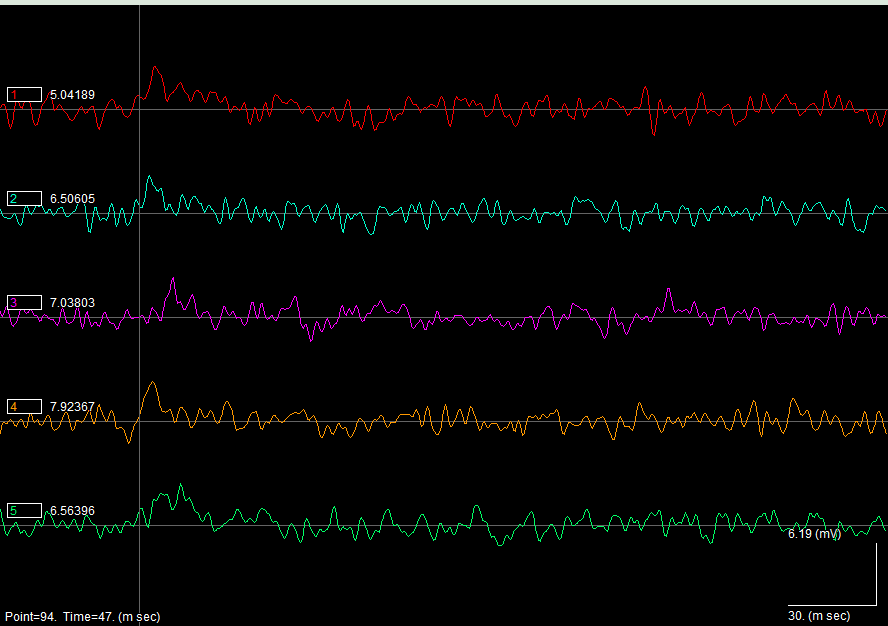 1 5.04189
2 6.50605
3 7.03803
4 7.92367
5 6.56396
6.19 (mV)
Point=94. Time=47. (m sec)
30. (m sec)